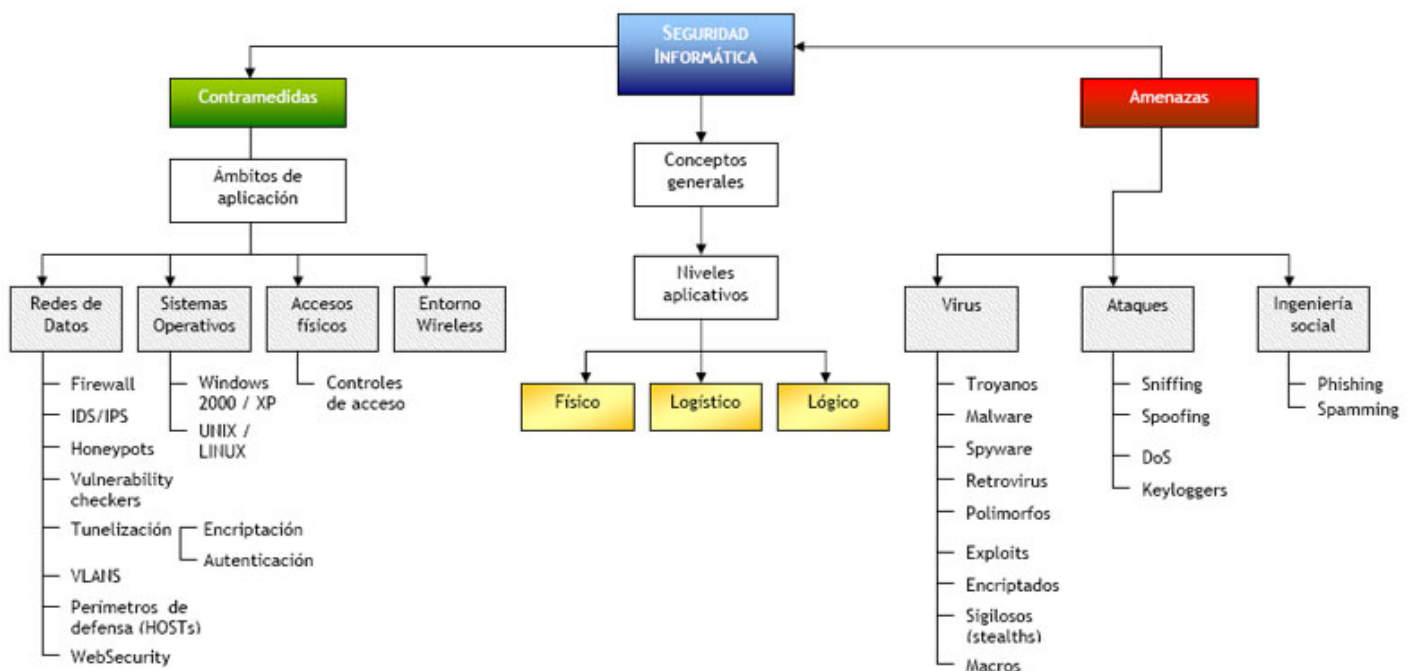 SEGURIDAD
INFORMÁTICA
Contramedidas
Ámbitos de
aplicación
Redes de
Datos
Firewall
IDS/IPS
Honeypots
Vulnerability
checkers
Tunelización
Encriptación
Autenticación
VLANS
Perímetros de
defensa (HOSTs)
WebSecurity
Sistemas
Operativos
Windows
2000 / XP
UNIX /
LINUX
Accesos
físicos
Controles
de acceso
Entorno
Wireless
Conceptos
generales
Niveles
aplicativos
Físico
Logístico
Lógico
Amenazas
Virus
Troyanos
Malware
Spyware
Retrovirus
Polimorfos
Exploits
Encriptados
Sigilosos
(stealths)
Macros
Ataques
Sniffing
Spoofing
DoS
Keyloggers
Ingeniería
social
Phishing
Spamming